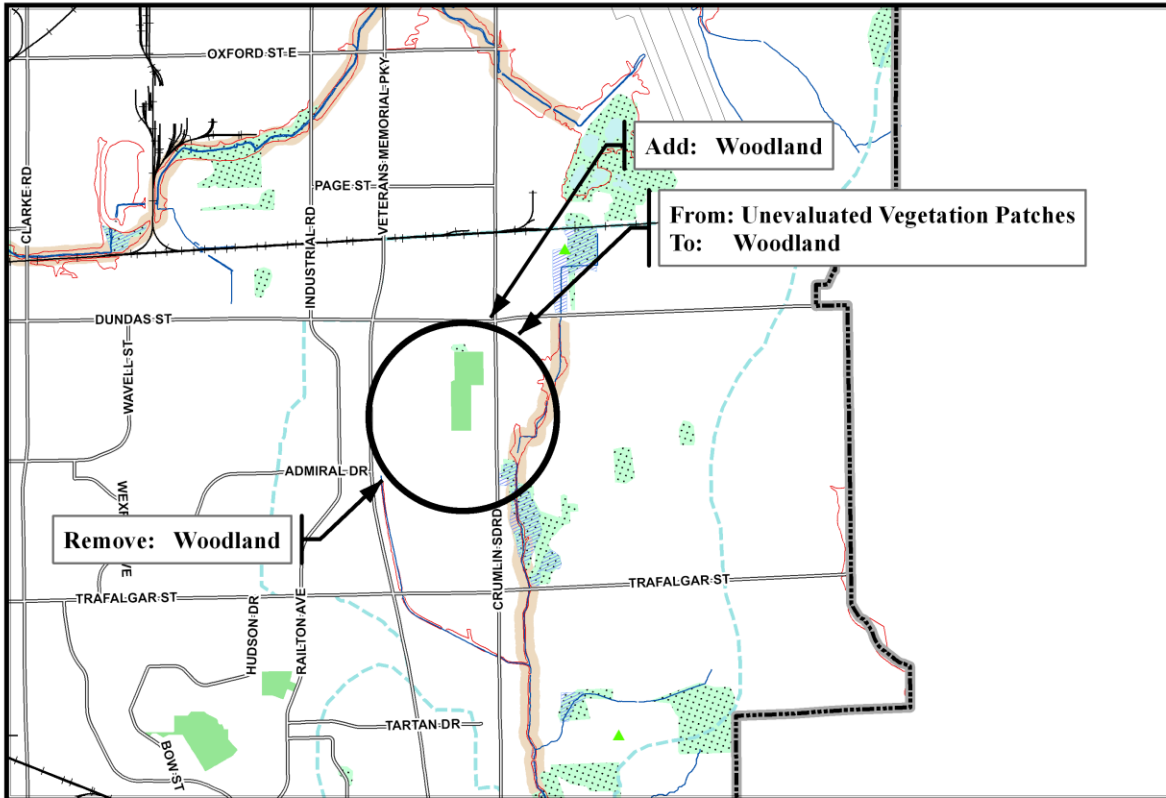 OXFORD ST E
CLARKE RD
INDUSTRIAL RD
VETERANS MEMORIAL PKY
Add: Woodland
PAGE ST
From: Unevaluated Vegetation Patches
To: Woodland
DUNDAS ST
WAVELL ST
ADMIRAL DR
Remove: Woodland
CRUMLIN SDRD
TRAFALGAR ST
TRAFALGAR ST
HUDSON DR
RAILTON AVE
TARTAN DR
BOW ST